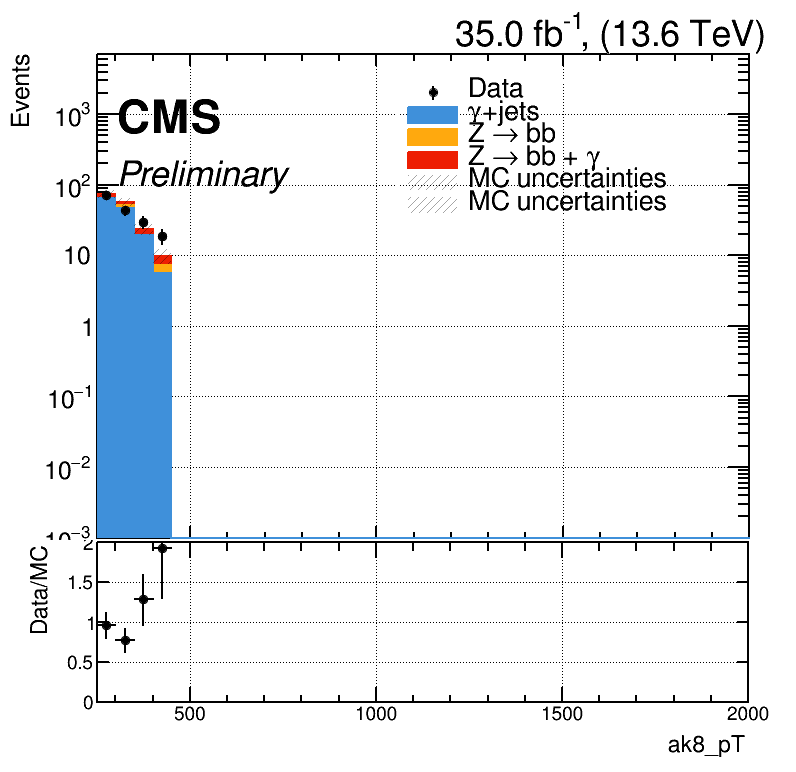 35.0 fb⁻¹, (13.6 TeV)
Events
CMS
Preliminary
Data
γ+jets
Z → bb
Z → bb + γ
MC uncertainties
MC uncertainties
10³
10²
10
1
10⁻¹
10⁻²
10⁻³
Data/MC
2
1.5
1
0.5
0
500
1000
1500
2000
ak8_pT